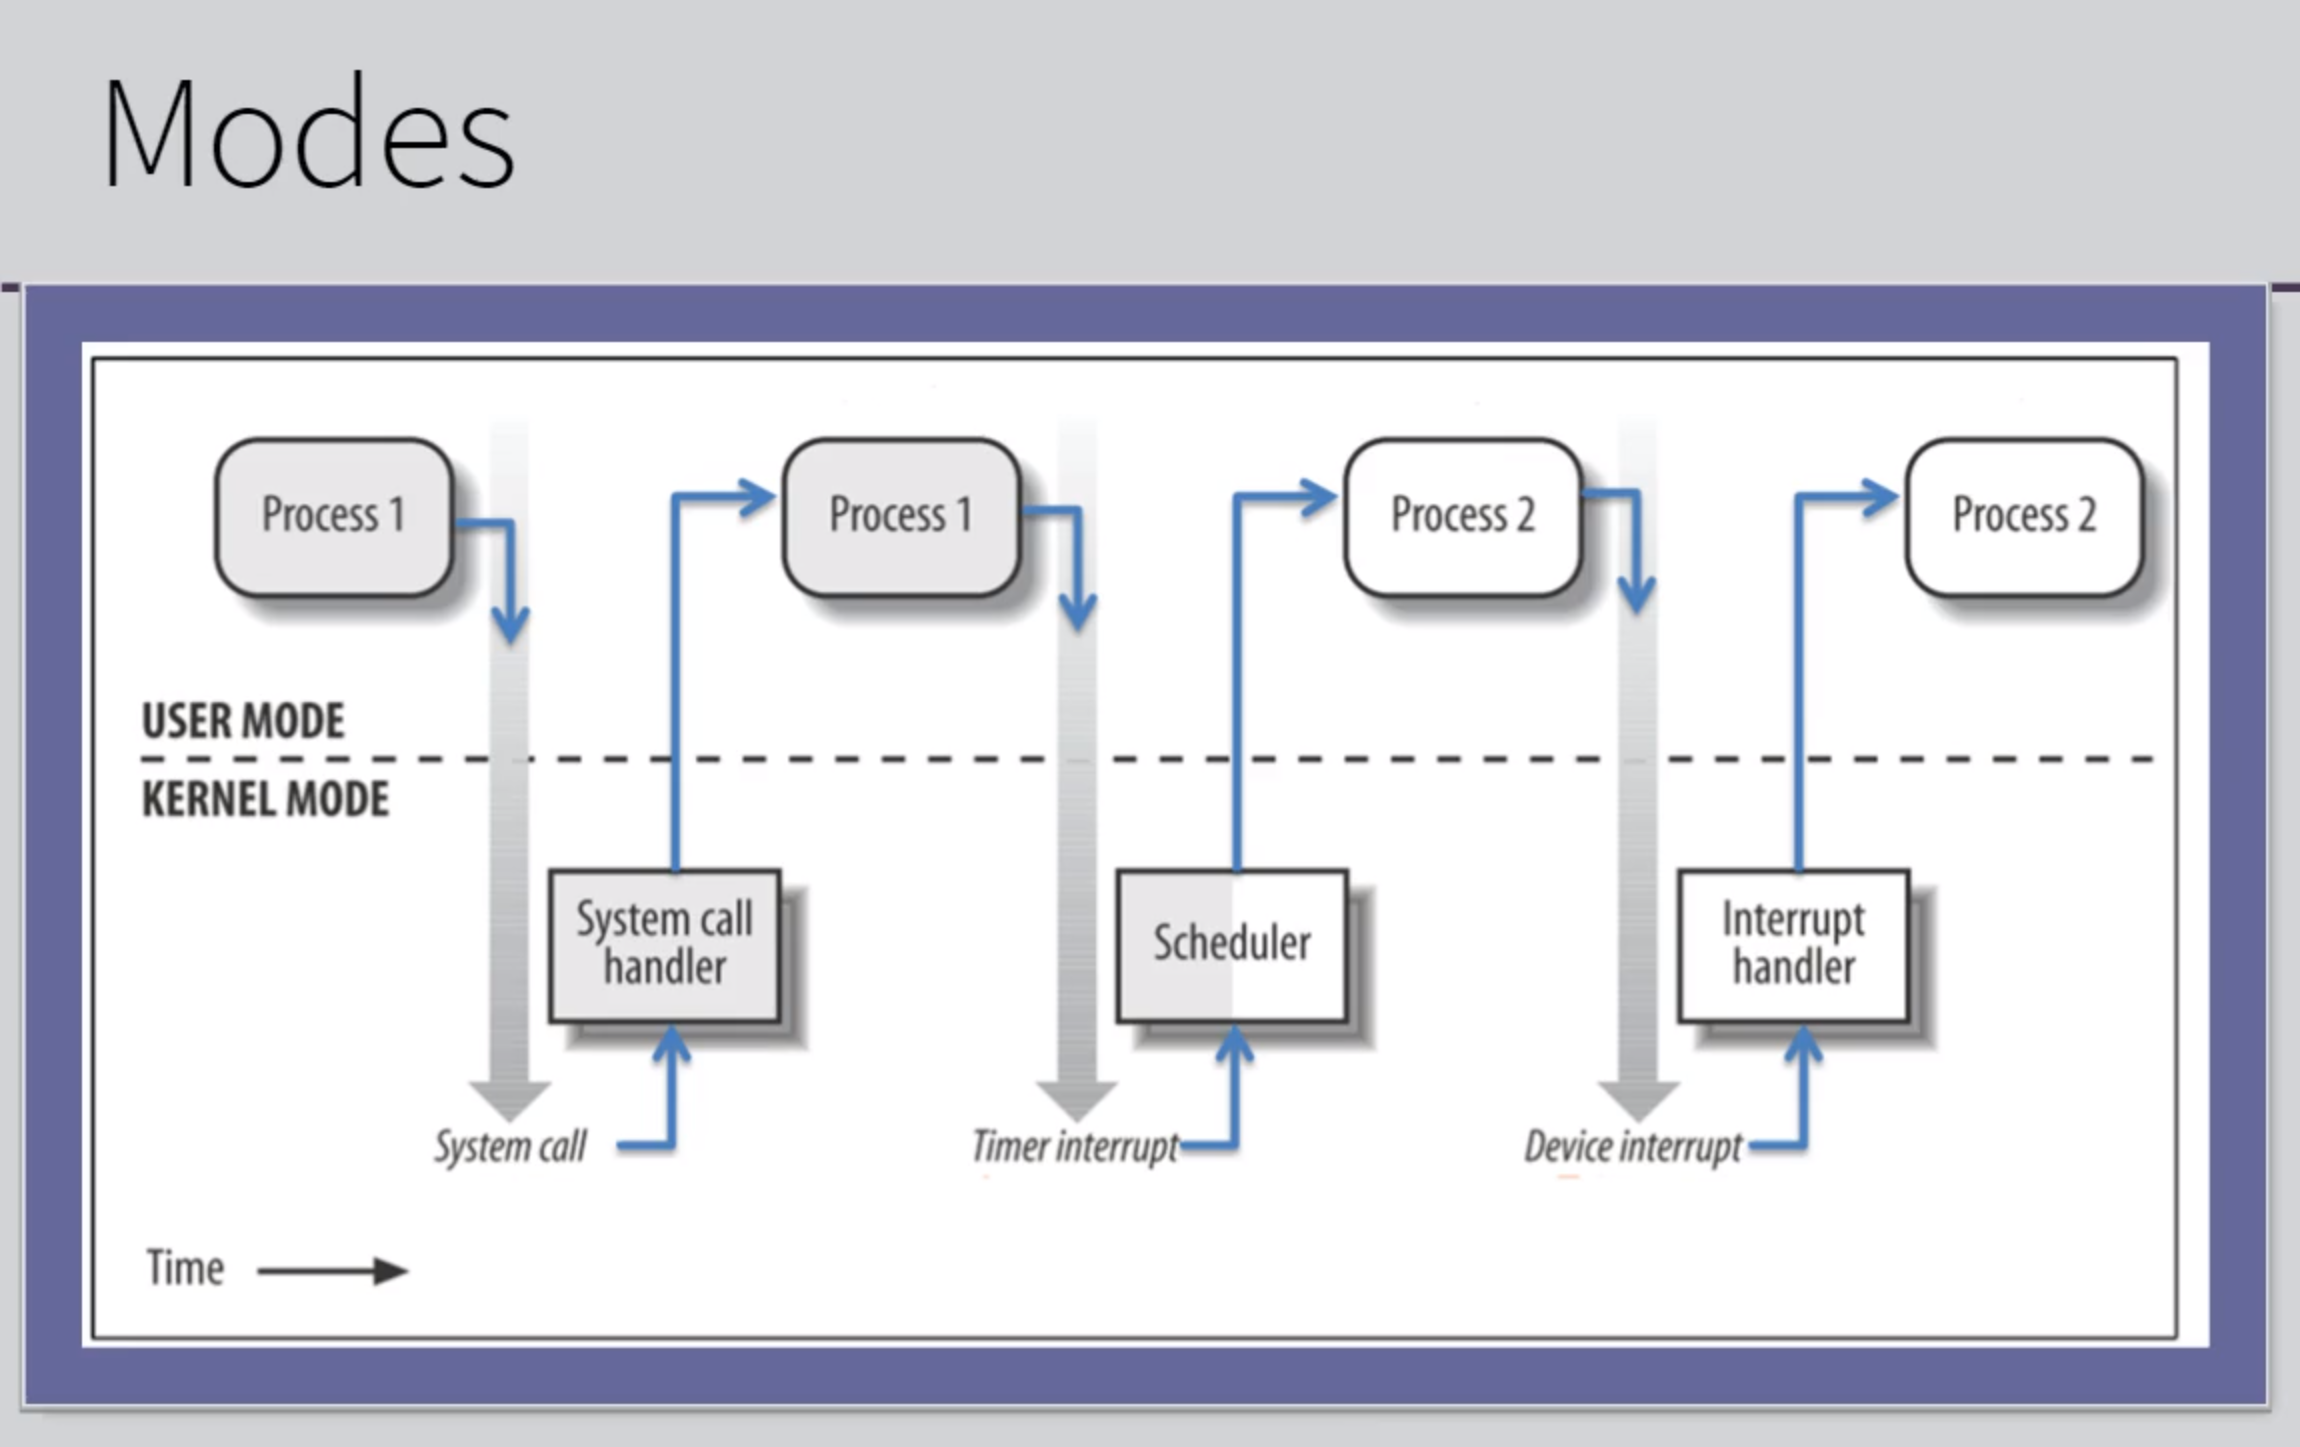 Modes
Process 1
Process 1
Process 2
Process 2
USER MODE
KERNEL MODE
System call
handler
Scheduler
Interrupt
handler
System call
Timer interrupt
Device interrupt
Time